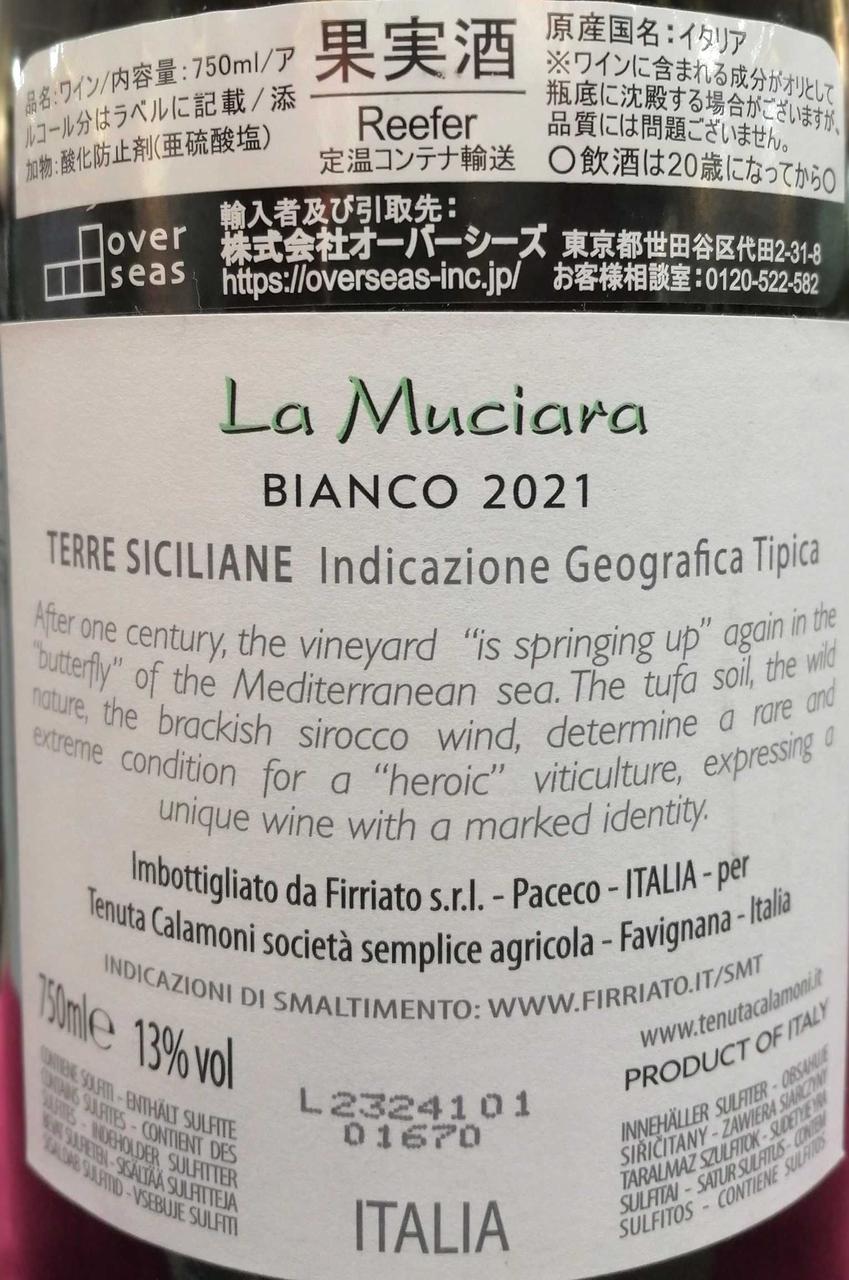 品名:ワイン/内容量:750ml/ア
ルコール分はラベルに記載/添
加物:酸化防止剤(亜硫酸塩)
果実酒
Reefer
定温コンテナ輸送
原産国名:イタリア
※ワインに含まれる成分がオリとして
瓶底に沈殿する場合がございますが、
品質には問題ございません。
○飲酒は20歳になってから○
over
seas
輸入者及び引取先:
株式会社オーバーシーズ 東京都世田谷区代田2-31-8
https://overseas-inc.jp/ お客様相談室:0120-522-582
La Muciara
BIANCO 2021
TERRE SICILIANE Indicazione Geografica Tipica
After one century, the vineyard "is springing up" again in the
"butterfly" of the Mediterranean sea. The tufa soil, the wild
nature, the brackish sirocco wind, determine a rare and
extreme condition for a "heroic" viticulture, expressing a
unique wine with a marked identity.
Imbottigliato da Firriato s.r.l. - Paceco - ITALIA - per
Tenuta Calamoni società semplice agricola - Favignana - Italia
INDICAZIONI DI SMALTIMENTO: WWW.FIRRIATO.IT/SMT
750ml℮ 13% vol
www.tenutacalamoni.it
PRODUCT OF ITALY
CONTIENE SOLFITI - ENTHÄLT SULFITE
CONTAINS SULFITES - CONTIENT DES
SULFITES - INDEHOLDER SULFITTER
BEVAT SULFIETEN - SISÄLTÄÄ SULFIITTEJA
SISALDAB SULFITID - VSEBUJE SULFITI
L2324101
01670
ITALIA
INNEHÅLLER SULFITER - OBSAHUJE
SIŘIČITANY - ZAWIERA SIARCZYNY
TARALMAZ SZULFITOK - SUDETYJE YRA
SULFITAI - SATUR SULFITUS - CONTÉM
SULFITOS - CONTIENE SULFITOS